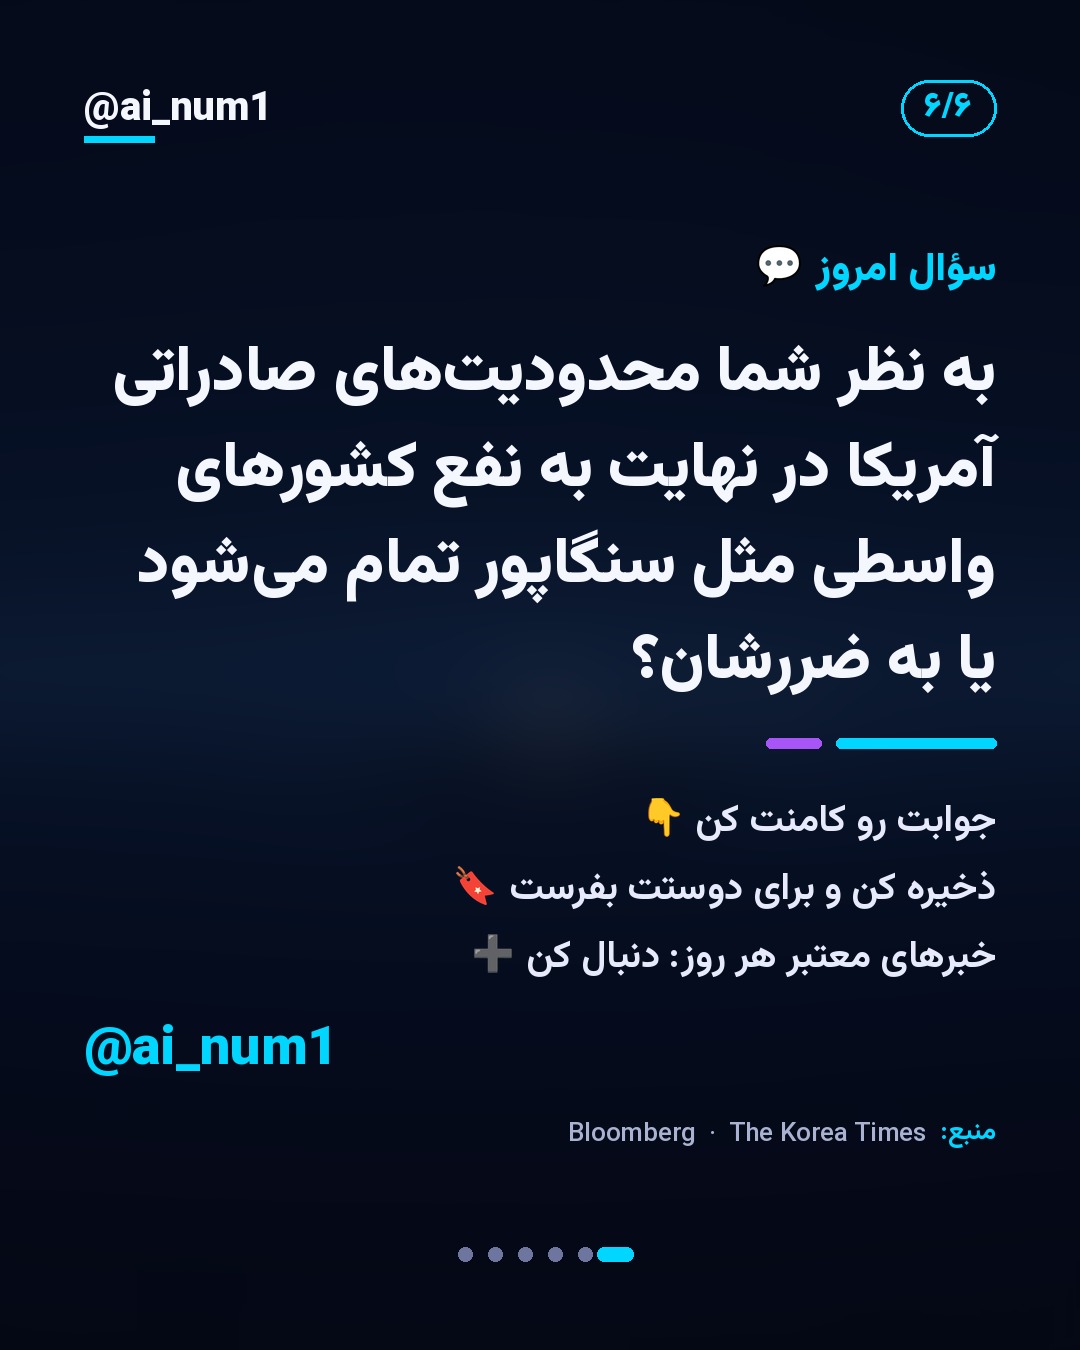 @ai_num1
۶/۶
سؤال امروز 💬
به نظر شما محدودیت‌های صادراتی
آمریکا در نهایت به نفع کشورهای
واسطی مثل سنگاپور تمام می‌شود
یا به ضررشان؟
جوابت رو کامنت کن 👇
ذخیره کن و برای دوستت بفرست 🔖
خبرهای معتبر هر روز: دنبال کن ➕
@ai_num1
منبع: Bloomberg · The Korea Times